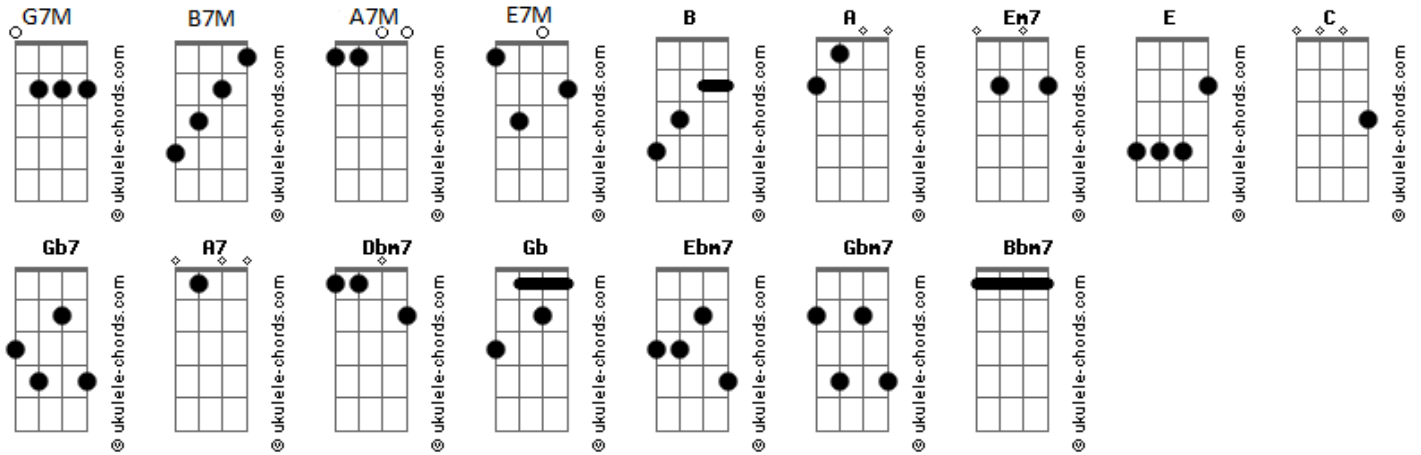 G7M B7M A7M E7M B A Em7 E C
© ukulele-chords.com © ukulele-chords.com © ukulele-chords.com © ukulele-chords.com © ukulele-chords.com © ukulele-chords.com © ukulele-chords.com © ukulele-chords.com © ukulele-chords.com
Gb7 A7 Dbm7 Gb Ebm7 Gbm7 Bbm7
© ukulele-chords.com © ukulele-chords.com © ukulele-chords.com © ukulele-chords.com © ukulele-chords.com © ukulele-chords.com © ukulele-chords.com